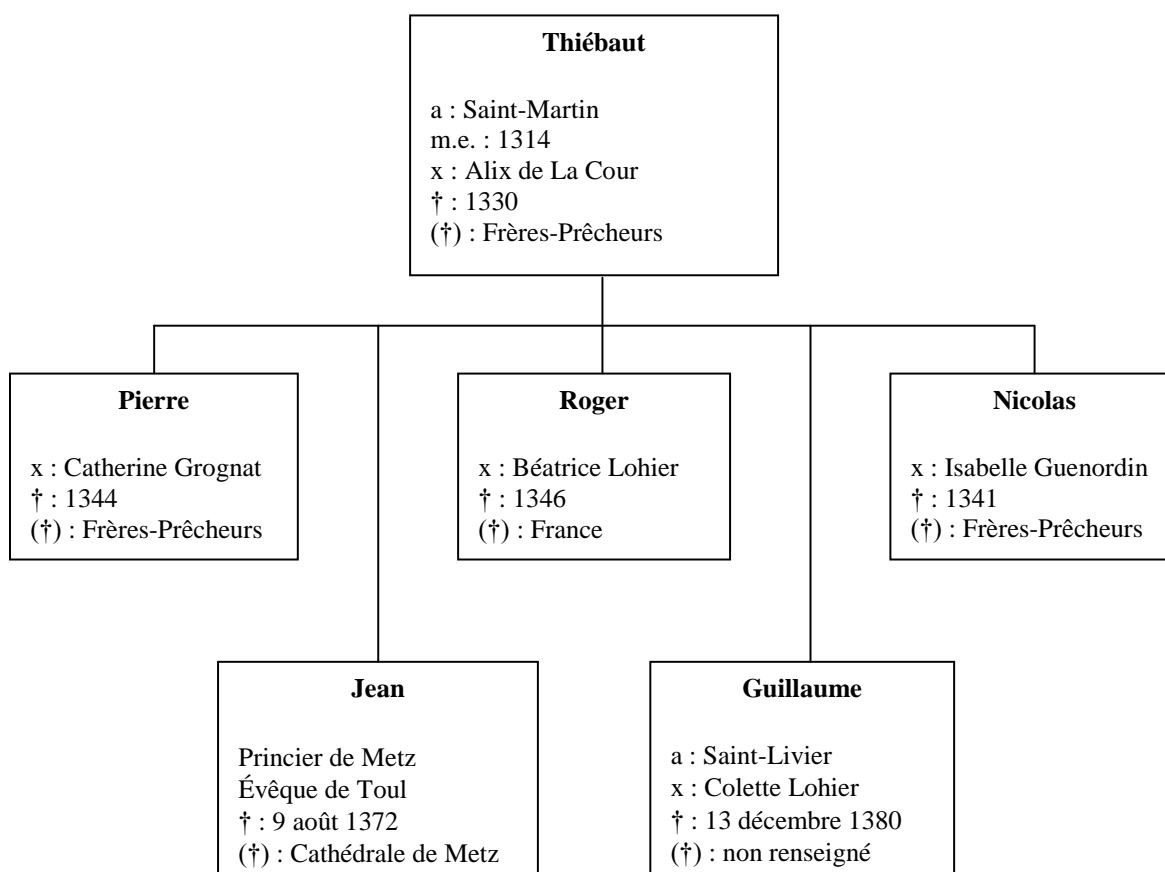 Thiébaut
a : Saint-Martin
m.e. : 1314
x : Alix de La Cour
† : 1330
(†) : Frères-Prêcheurs
Pierre
x : Catherine Grognat
† : 1344
(†) : Frères-Prêcheurs
Roger
x : Béatrice Lohier
† : 1346
(†) : France
Nicolas
x : Isabelle Guenordin
† : 1341
(†) : Frères-Prêcheurs
Jean
Princier de Metz
Évêque de Toul
† : 9 août 1372
(†) : Cathédrale de Metz
Guillaume
a : Saint-Livier
x : Colette Lohier
† : 13 décembre 1380
(†) : non renseigné